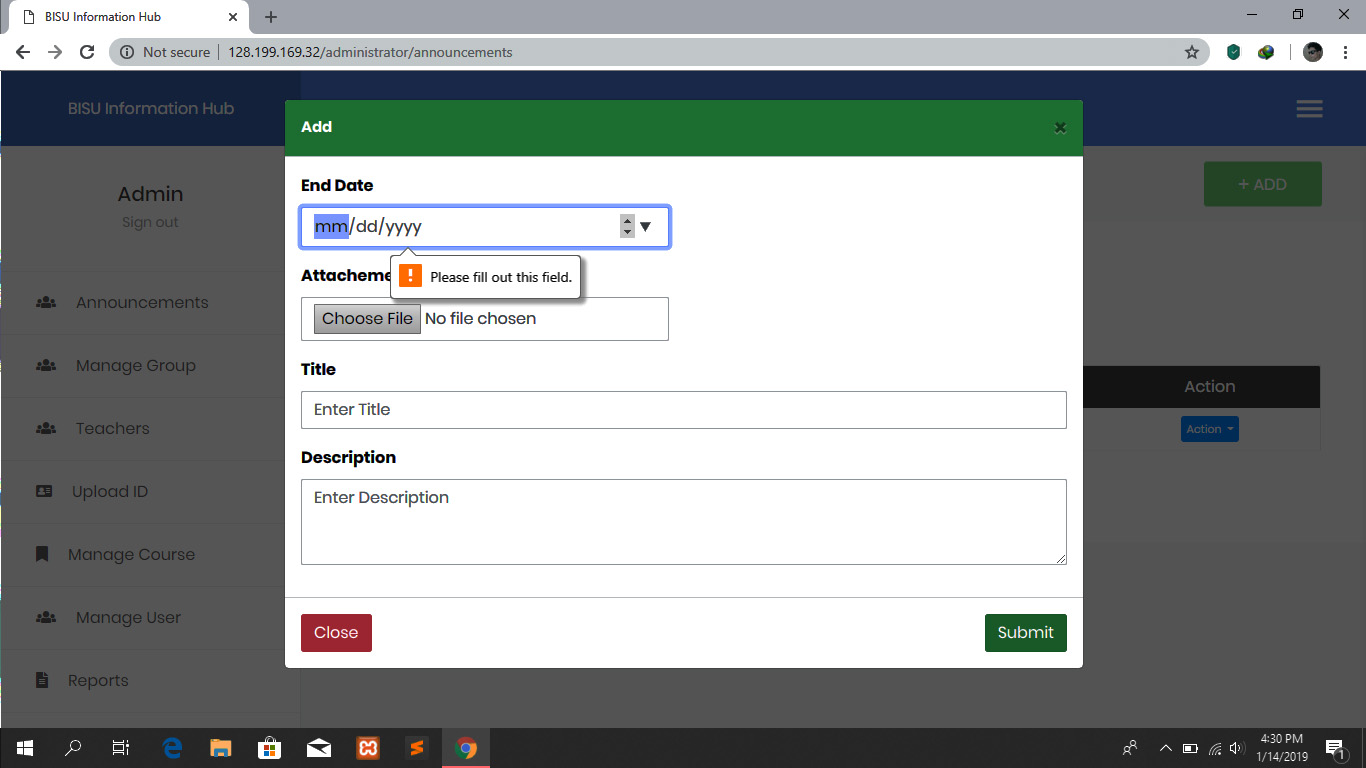 BISU Information Hub
Not secure
128.199.169.32/administrator/announcements
BISU Information Hub
Admin
Sign out
Announcements
Manage Group
Teachers
Upload ID
Manage Course
Manage User
Reports
+ ADD
Action
Action
Add
End Date
mm/dd/yyyy
Please fill out this field.
Attacheme
Choose File No file chosen
Title
Enter Title
Description
Enter Description
Close
Submit
4:30 PM
1/14/2019
1